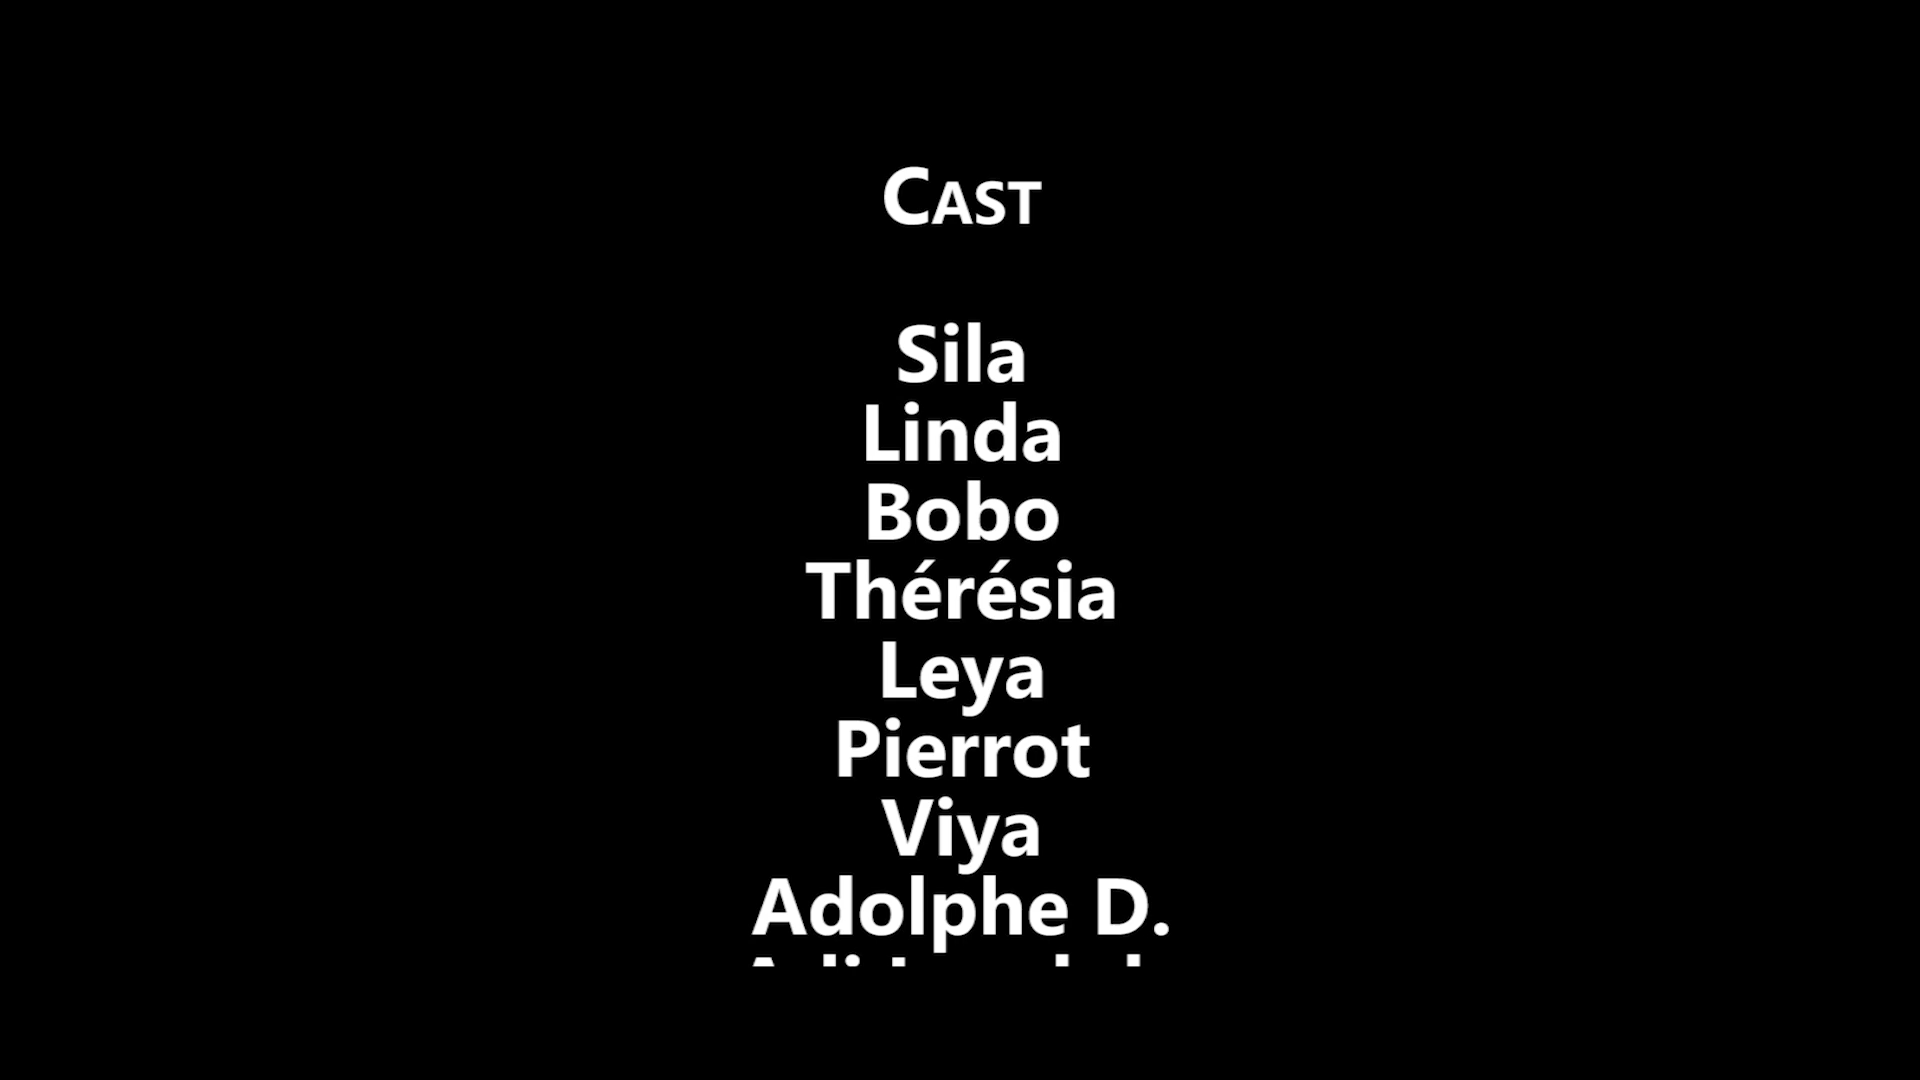 CAST
Sila
Linda
Bobo
Thérésia
Leya
Pierrot
Viya
Adolphe D.